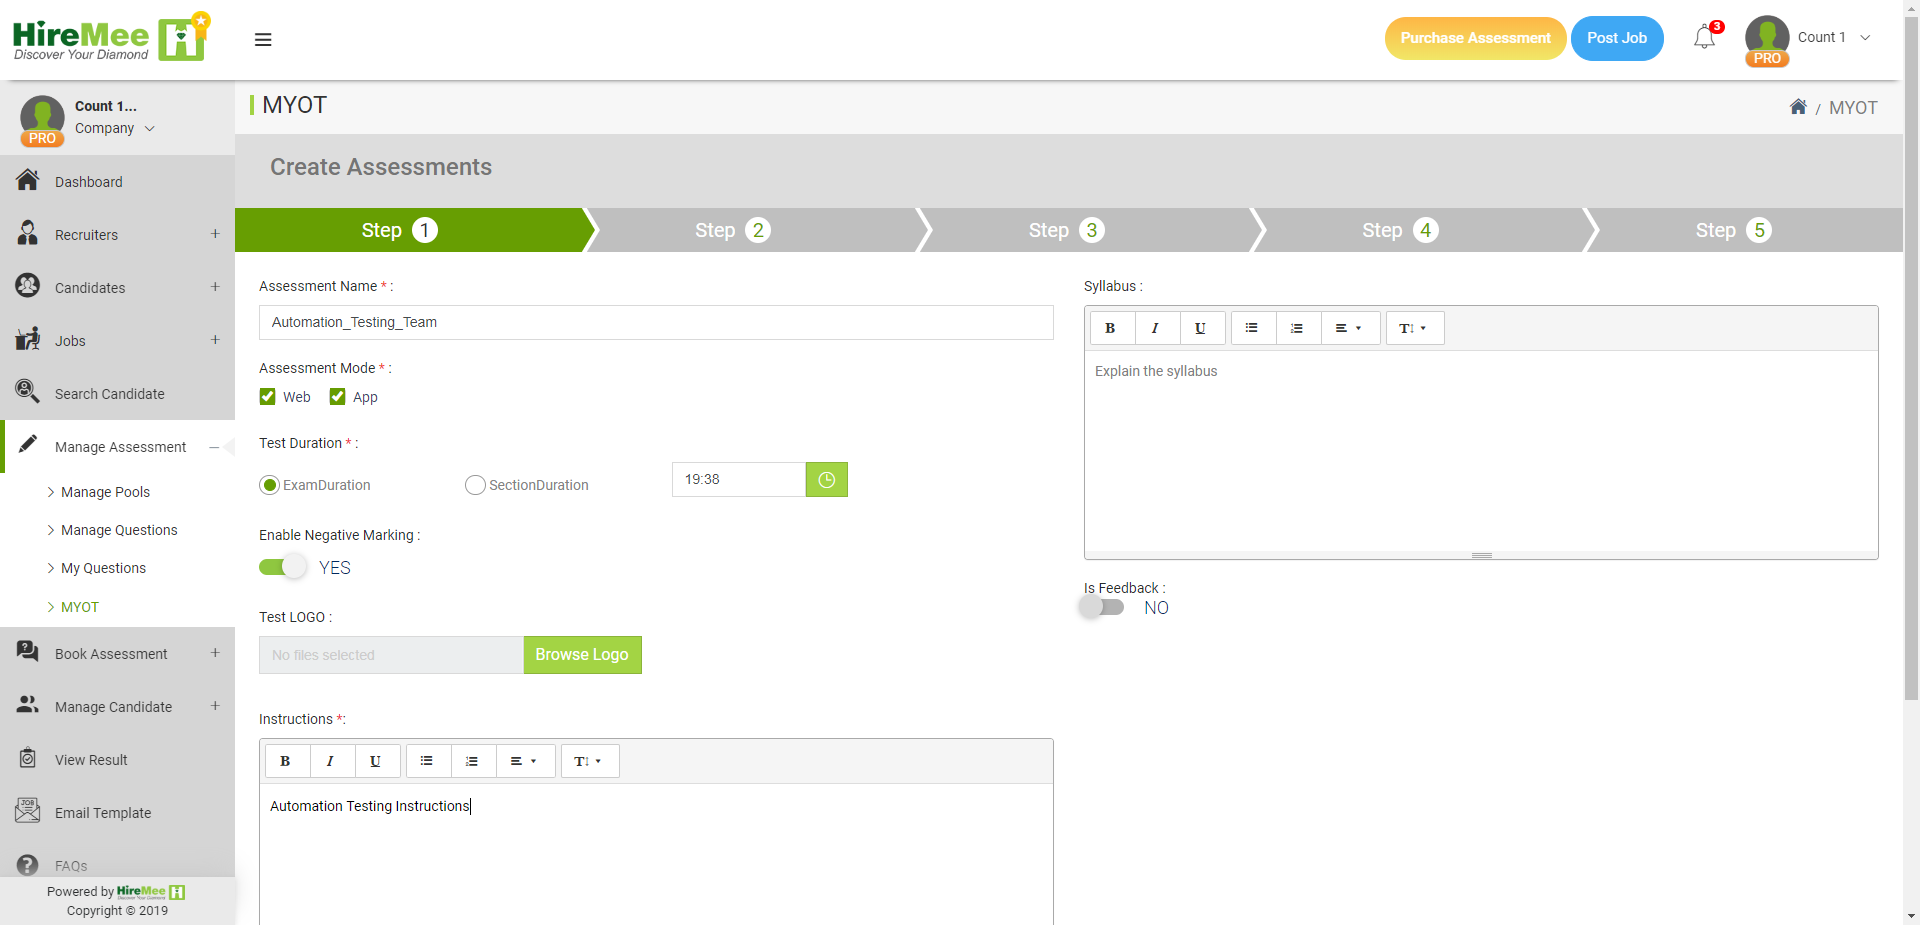 HireMee
Discover Your Diamond
Purchase Assessment
Post Job
3
PRO
Count 1
Count 1...
Company
PRO
MYOT
/ MYOT
Dashboard
Recruiters +
Candidates +
Jobs +
Search Candidate
Manage Assessment –
Manage Pools
Manage Questions
My Questions
MYOT
Book Assessment +
Manage Candidate +
View Result
JOB
Email Template
FAQs
Powered by HireMee
Discover Your Diamond
Copyright © 2019
Create Assessments
Step 1
Step 2
Step 3
Step 4
Step 5
Assessment Name * :
Automation_Testing_Team
Assessment Mode * :
Web
App
Test Duration * :
ExamDuration
SectionDuration
19:38
Enable Negative Marking :
YES
Test LOGO :
No files selected
Browse Logo
Instructions *:
B I U
T
Automation Testing Instructions
Syllabus :
B I U
T
Explain the syllabus
Is Feedback :
NO